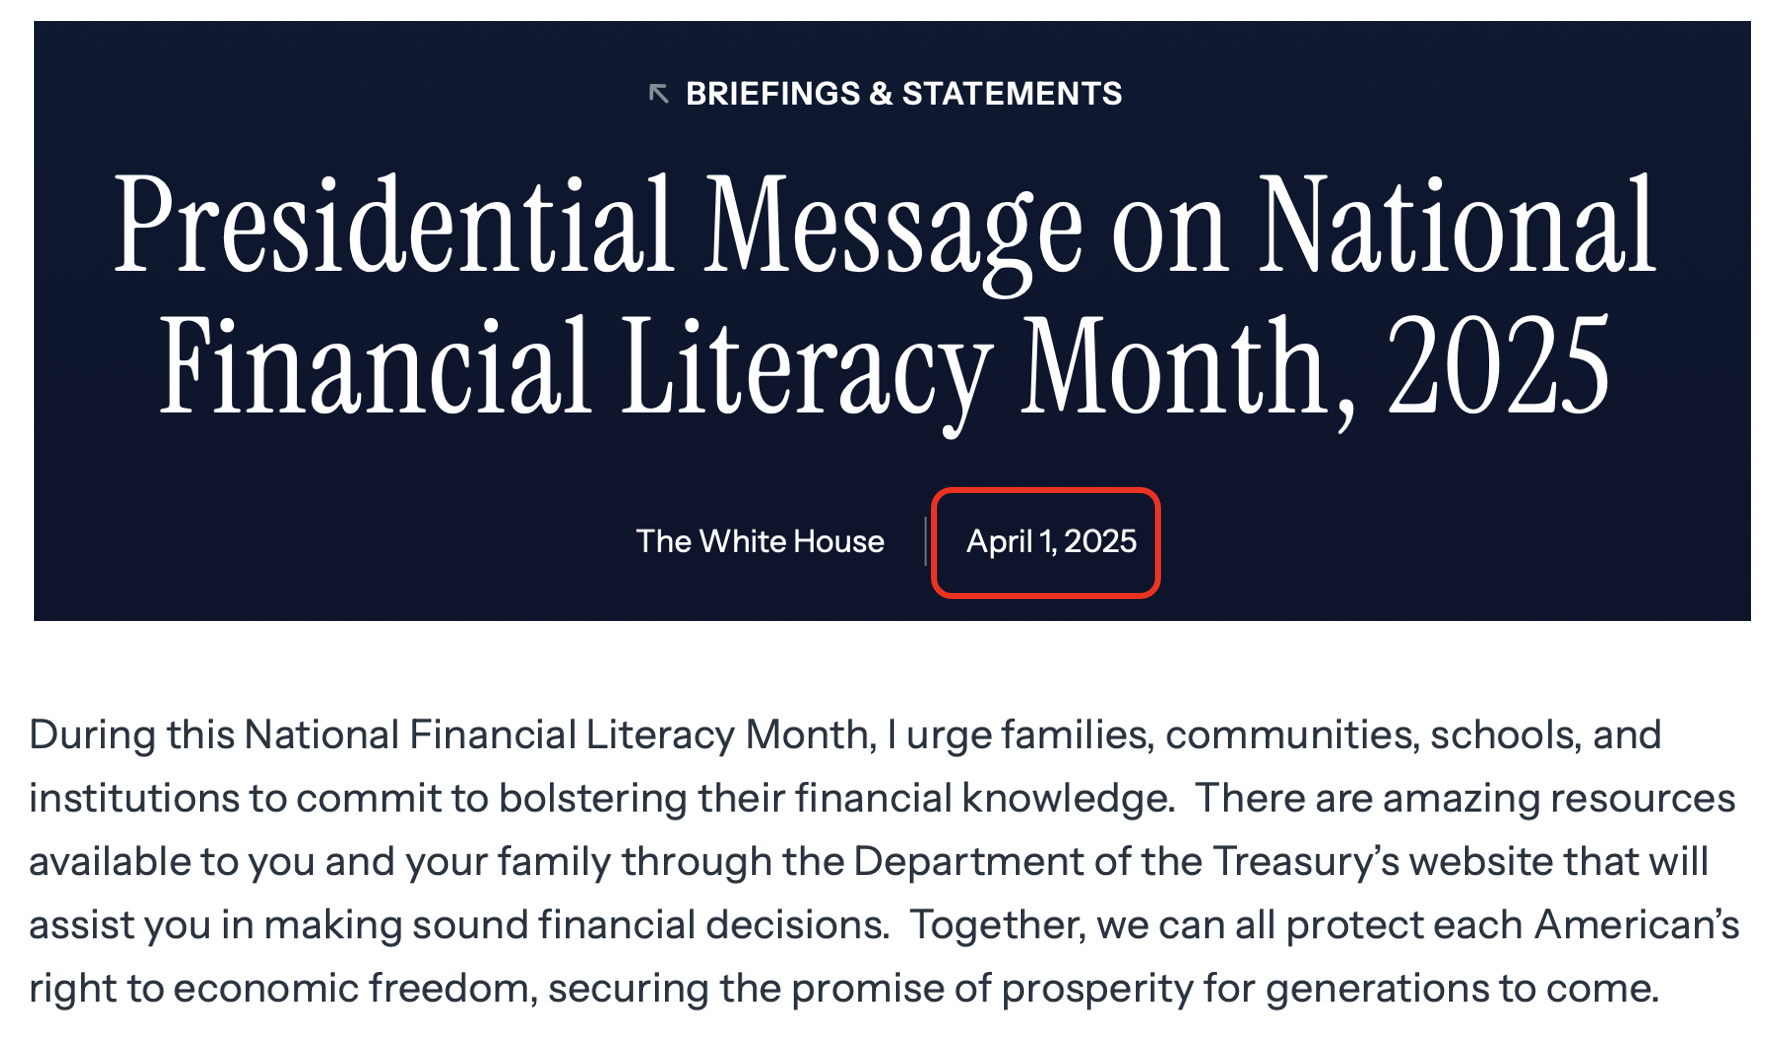 BRIEFINGS & STATEMENTS
Presidential Message on National
Financial Literacy Month, 2025
The White House
April 1, 2025
During this National Financial Literacy Month, I urge families, communities, schools, and
institutions to commit to bolstering their financial knowledge.  There are amazing resources
available to you and your family through the Department of the Treasury’s website that will
assist you in making sound financial decisions.  Together, we can all protect each American’s
right to economic freedom, securing the promise of prosperity for generations to come.